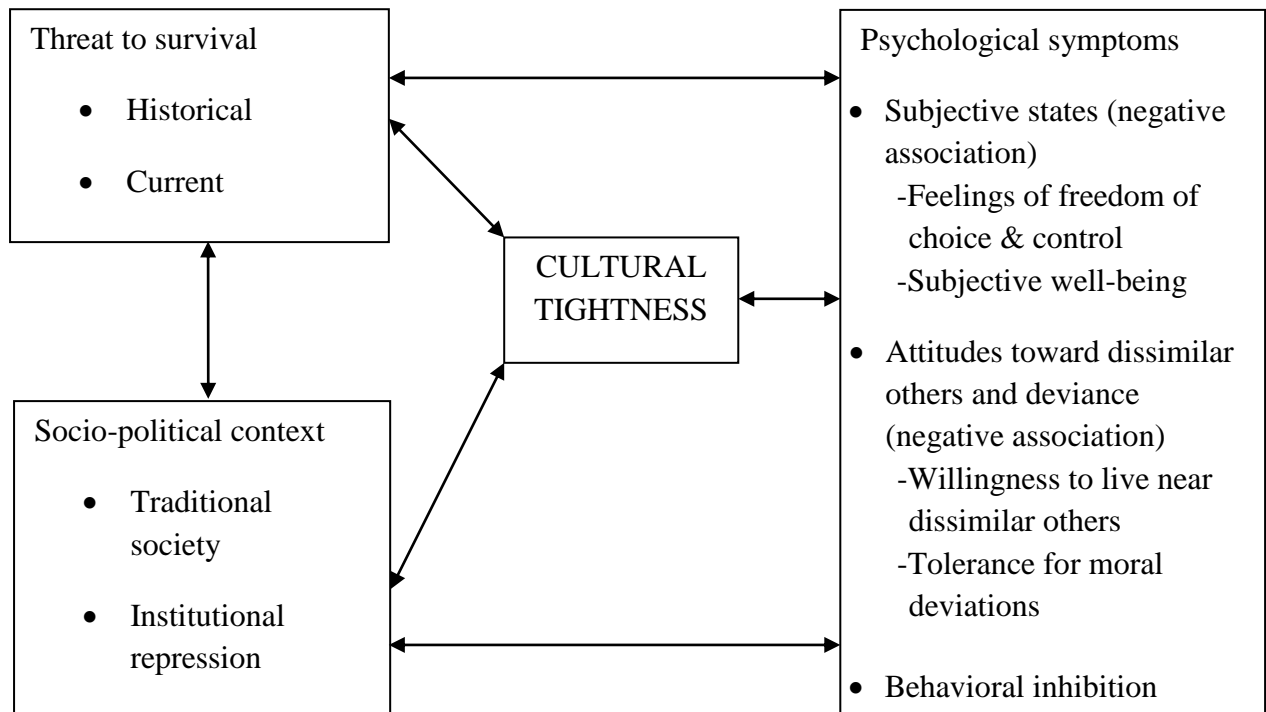 Threat to survival
• Historical
• Current
Socio-political context
• Traditional
society
• Institutional
repression
CULTURAL
TIGHTNESS
Psychological symptoms
• Subjective states (negative
association)
-Feelings of freedom of
choice & control
-Subjective well-being
• Attitudes toward dissimilar
others and deviance
(negative association)
-Willingness to live near
dissimilar others
-Tolerance for moral
deviations
• Behavioral inhibition